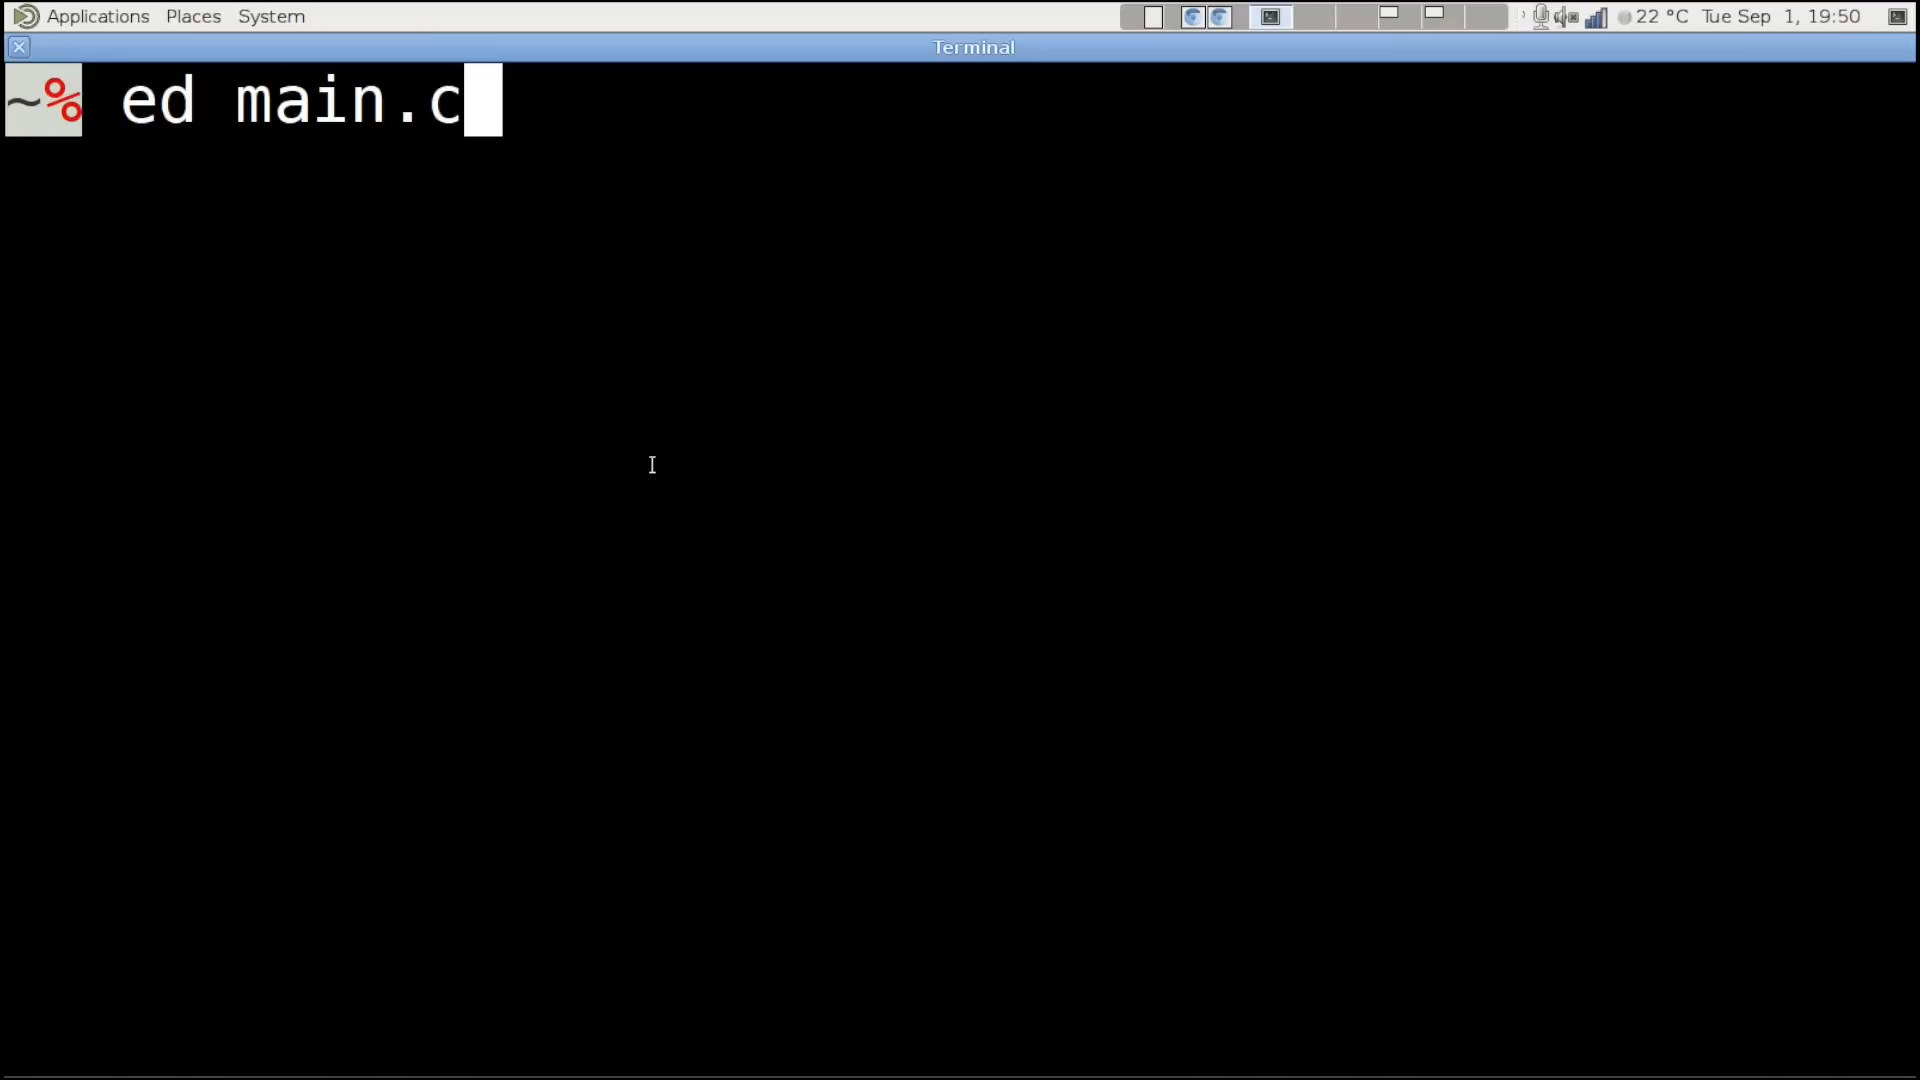 Applications Places System 22 °C Tue Sep 1, 19:50
Terminal
~% ed main.c